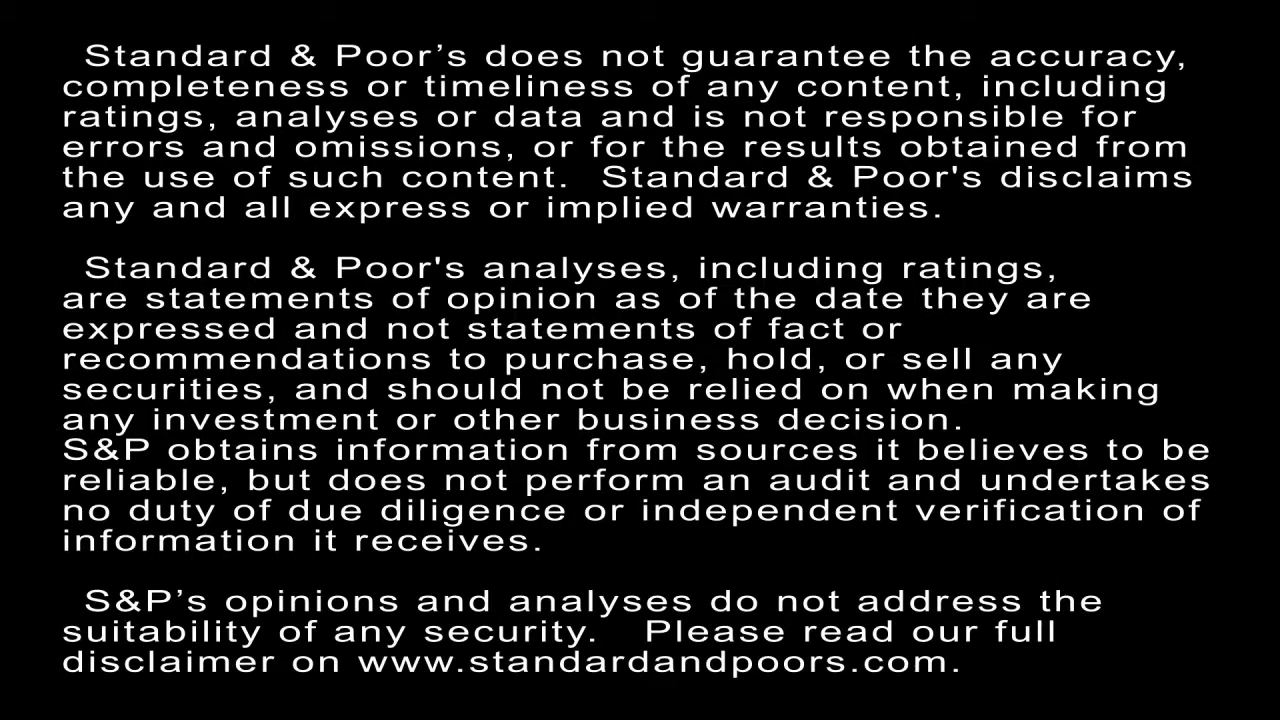 Standard & Poor’s does not guarantee the accuracy,
completeness or timeliness of any content, including
ratings, analyses or data and is not responsible for
errors and omissions, or for the results obtained from
the use of such content.  Standard & Poor's disclaims
any and all express or implied warranties.
Standard & Poor's analyses, including ratings,
are statements of opinion as of the date they are
expressed and not statements of fact or
recommendations to purchase, hold, or sell any
securities, and should not be relied on when making
any investment or other business decision.
S&P obtains information from sources it believes to be
reliable, but does not perform an audit and undertakes
no duty of due diligence or independent verification of
information it receives.
S&P’s opinions and analyses do not address the
suitability of any security.   Please read our full
disclaimer on www.standardandpoors.com.